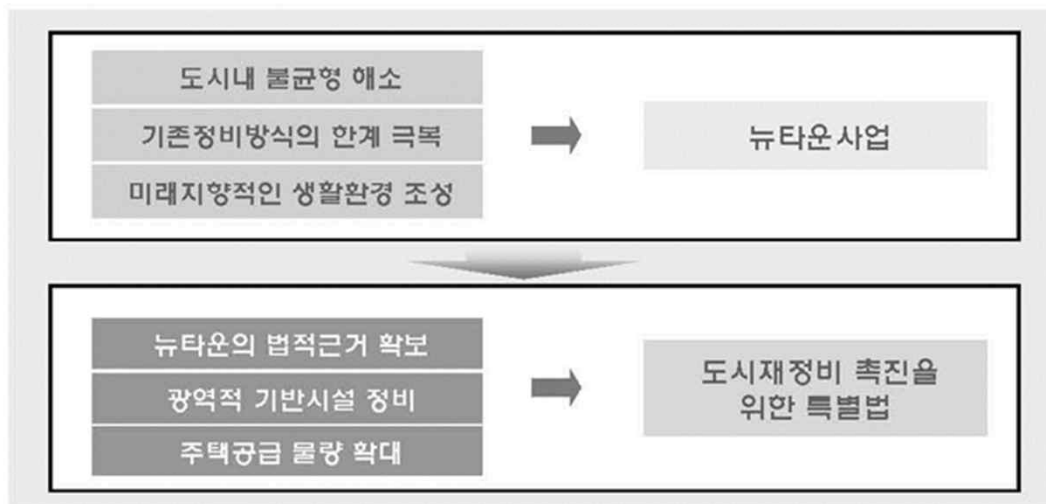 도시내 불균형 해소
기존정비방식의 한계 극복
미래지향적인 생활환경 조성
뉴타운사업
뉴타운의 법적근거 확보
광역적 기반시설 정비
주택공급 물량 확대
도시재정비 촉진을
위한 특별법